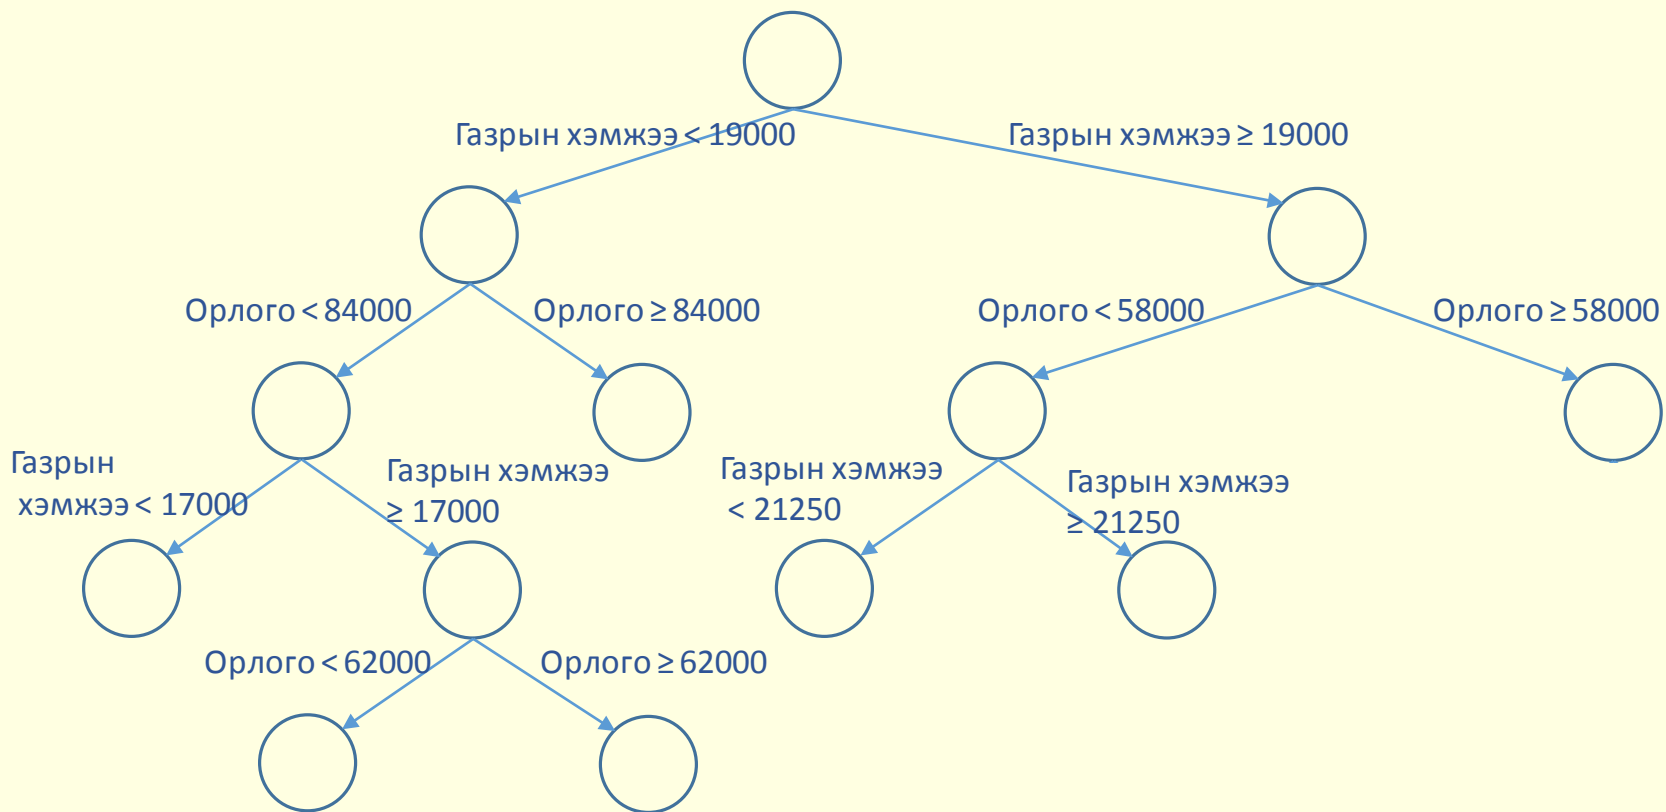 Газрын хэмжээ < 19000
Газрын хэмжээ ≥ 19000
Орлого < 84000
Орлого ≥ 84000
Орлого < 58000
Орлого ≥ 58000
Газрын
хэмжээ < 17000
Газрын хэмжээ
≥ 17000
Газрын хэмжээ
< 21250
Газрын хэмжээ
≥ 21250
Орлого < 62000
Орлого ≥ 62000